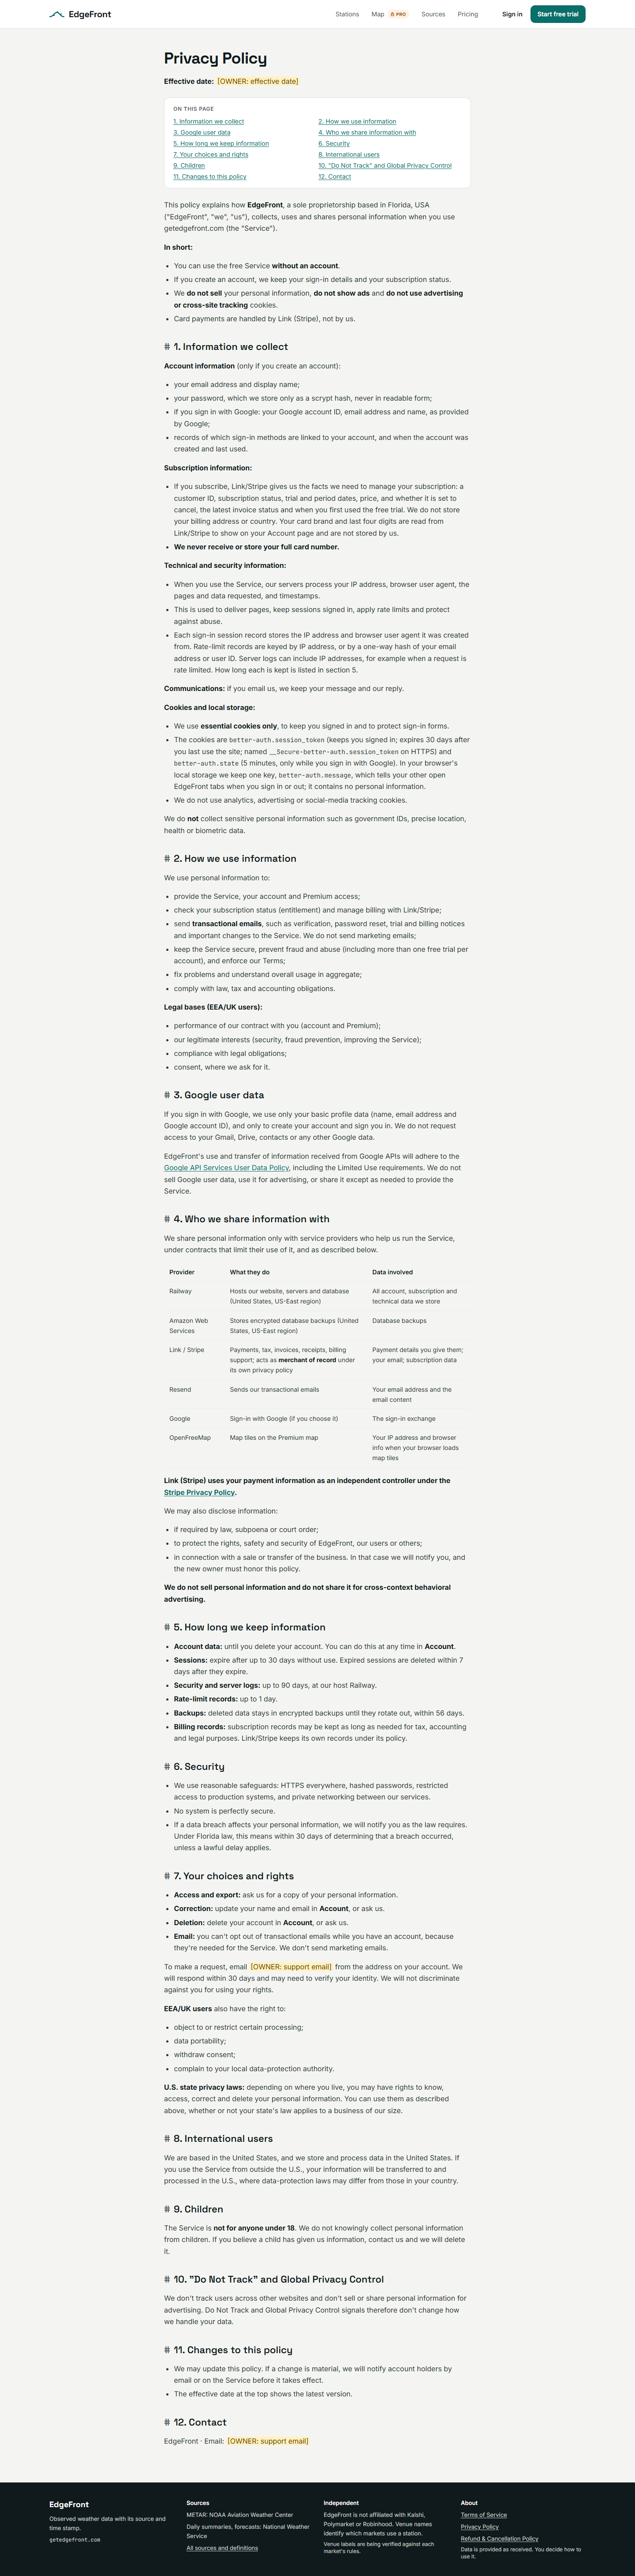 EdgeFront
Stations
Map
PRO
Sources
Pricing
Sign in
Start free trial
Privacy Policy
Effective date: [OWNER: effective date]
ON THIS PAGE
1. Information we collect
2. How we use information
3. Google user data
4. Who we share information with
5. How long we keep information
6. Security
7. Your choices and rights
8. International users
9. Children
10. "Do Not Track" and Global Privacy Control
11. Changes to this policy
12. Contact
This policy explains how EdgeFront, a sole proprietorship based in Florida, USA
("EdgeFront", "we", "us"), collects, uses and shares personal information when you use
getedgefront.com (the "Service").
In short:
• You can use the free Service without an account.
• If you create an account, we keep your sign-in details and your subscription status.
• We do not sell your personal information, do not show ads and do not use advertising
or cross-site tracking cookies.
• Card payments are handled by Link (Stripe), not by us.
# 1. Information we collect
Account information (only if you create an account):
• your email address and display name;
• your password, which we store only as a scrypt hash, never in readable form;
• if you sign in with Google: your Google account ID, email address and name, as provided
by Google;
• records of which sign-in methods are linked to your account, and when the account was
created and last used.
Subscription information:
• If you subscribe, Link/Stripe gives us the facts we need to manage your subscription: a
customer ID, subscription status, trial and period dates, price, and whether it is set to
cancel, the latest invoice status and when you first used the free trial. We do not store
your billing address or country. Your card brand and last four digits are read from
Link/Stripe to show on your Account page and are not stored by us.
• We never receive or store your full card number.
Technical and security information:
• When you use the Service, our servers process your IP address, browser user agent, the
pages and data requested, and timestamps.
• This is used to deliver pages, keep sessions signed in, apply rate limits and protect
against abuse.
• Each sign-in session record stores the IP address and browser user agent it was created
from. Rate-limit records are keyed by IP address, or by a one-way hash of your email
address or user ID. Server logs can include IP addresses, for example when a request is
rate limited. How long each is kept is listed in section 5.
Communications: if you email us, we keep your message and our reply.
Cookies and local storage:
• We use essential cookies only, to keep you signed in and to protect sign-in forms.
• The cookies are better-auth.session_token (keeps you signed in; expires 30 days after
you last use the site; named __Secure-better-auth.session_token on HTTPS) and
better-auth.state (5 minutes, only while you sign in with Google). In your browser's
local storage we keep one key, better-auth.message, which tells your other open
EdgeFront tabs when you sign in or out; it contains no personal information.
• We do not use analytics, advertising or social-media tracking cookies.
We do not collect sensitive personal information such as government IDs, precise location,
health or biometric data.
# 2. How we use information
We use personal information to:
• provide the Service, your account and Premium access;
• check your subscription status (entitlement) and manage billing with Link/Stripe;
• send transactional emails, such as verification, password reset, trial and billing notices
and important changes to the Service. We do not send marketing emails;
• keep the Service secure, prevent fraud and abuse (including more than one free trial per
account), and enforce our Terms;
• fix problems and understand overall usage in aggregate;
• comply with law, tax and accounting obligations.
Legal bases (EEA/UK users):
• performance of our contract with you (account and Premium);
• our legitimate interests (security, fraud prevention, improving the Service);
• compliance with legal obligations;
• consent, where we ask for it.
# 3. Google user data
If you sign in with Google, we use only your basic profile data (name, email address and
Google account ID), and only to create your account and sign you in. We do not request
access to your Gmail, Drive, contacts or any other Google data.
EdgeFront's use and transfer of information received from Google APIs will adhere to the
Google API Services User Data Policy, including the Limited Use requirements. We do not
sell Google user data, use it for advertising, or share it except as needed to provide the
Service.
# 4. Who we share information with
We share personal information only with service providers who help us run the Service,
under contracts that limit their use of it, and as described below.
Provider
What they do
Data involved
Railway
Hosts our website, servers and database
(United States, US-East region)
All account, subscription and
technical data we store
Amazon Web
Services
Stores encrypted database backups (United
States, US-East region)
Database backups
Link / Stripe
Payments, tax, invoices, receipts, billing
support; acts as merchant of record under
its own privacy policy
Payment details you give them;
your email; subscription data
Resend
Sends our transactional emails
Your email address and the
email content
Google
Sign-in with Google (if you choose it)
The sign-in exchange
OpenFreeMap
Map tiles on the Premium map
Your IP address and browser
info when your browser loads
map tiles
Link (Stripe) uses your payment information as an independent controller under the
Stripe Privacy Policy.
We may also disclose information:
• if required by law, subpoena or court order;
• to protect the rights, safety and security of EdgeFront, our users or others;
• in connection with a sale or transfer of the business. In that case we will notify you, and
the new owner must honor this policy.
We do not sell personal information and do not share it for cross-context behavioral
advertising.
# 5. How long we keep information
• Account data: until you delete your account. You can do this at any time in Account.
• Sessions: expire after up to 30 days without use. Expired sessions are deleted within 7
days after they expire.
• Security and server logs: up to 90 days, at our host Railway.
• Rate-limit records: up to 1 day.
• Backups: deleted data stays in encrypted backups until they rotate out, within 56 days.
• Billing records: subscription records may be kept as long as needed for tax, accounting
and legal purposes. Link/Stripe keeps its own records under its policy.
# 6. Security
• We use reasonable safeguards: HTTPS everywhere, hashed passwords, restricted
access to production systems, and private networking between our services.
• No system is perfectly secure.
• If a data breach affects your personal information, we will notify you as the law requires.
Under Florida law, this means within 30 days of determining that a breach occurred,
unless a lawful delay applies.
# 7. Your choices and rights
• Access and export: ask us for a copy of your personal information.
• Correction: update your name and email in Account, or ask us.
• Deletion: delete your account in Account, or ask us.
• Email: you can't opt out of transactional emails while you have an account, because
they're needed for the Service. We don't send marketing emails.
To make a request, email [OWNER: support email] from the address on your account. We
will respond within 30 days and may need to verify your identity. We will not discriminate
against you for using your rights.
EEA/UK users also have the right to:
• object to or restrict certain processing;
• data portability;
• withdraw consent;
• complain to your local data-protection authority.
U.S. state privacy laws: depending on where you live, you may have rights to know,
access, correct and delete your personal information. You can use them as described
above, whether or not your state's law applies to a business of our size.
# 8. International users
We are based in the United States, and we store and process data in the United States. If
you use the Service from outside the U.S., your information will be transferred to and
processed in the U.S., where data-protection laws may differ from those in your country.
# 9. Children
The Service is not for anyone under 18. We do not knowingly collect personal information
from children. If you believe a child has given us information, contact us and we will delete
it.
# 10. "Do Not Track" and Global Privacy Control
We don't track users across other websites and don't sell or share personal information for
advertising. Do Not Track and Global Privacy Control signals therefore don't change how
we handle your data.
# 11. Changes to this policy
• We may update this policy. If a change is material, we will notify account holders by
email or on the Service before it takes effect.
• The effective date at the top shows the latest version.
# 12. Contact
EdgeFront · Email: [OWNER: support email]
EdgeFront
Observed weather data with its source and
time stamp.
getedgefront.com
Sources
METAR: NOAA Aviation Weather Center
Daily summaries, forecasts: National Weather
Service
All sources and definitions
Independent
EdgeFront is not affiliated with Kalshi,
Polymarket or Robinhood. Venue names
identify which markets use a station.
Venue labels are being verified against each
market's rules.
About
Terms of Service
Privacy Policy
Refund & Cancellation Policy
Data is provided as received. You decide how to
use it.